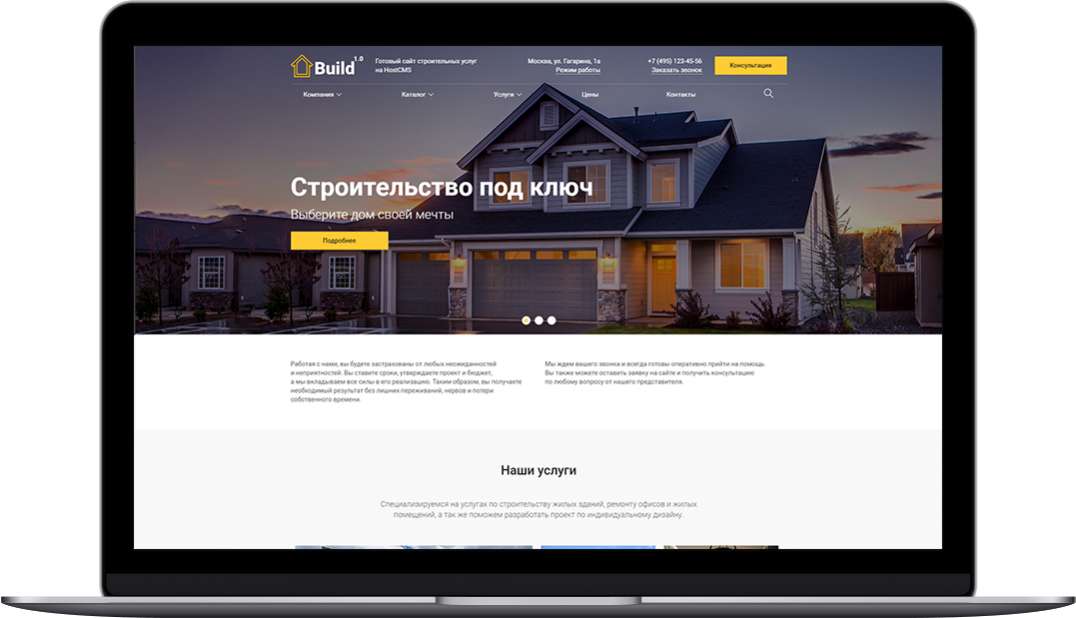 Build 1.0
Готовый сайт строительных услуг
на HostCMS
Москва, ул. Гагарина, 1а
Режим работы
+7 (495) 123-45-56
Заказать звонок
Консультация
Компания
Каталог
Услуги
Цены
Контакты
Строительство под ключ
Выберите дом своей мечты
Подробнее
Работая с нами, вы будете застрахованы от любых неожиданностей
и неприятностей. Вы ставите сроки, утверждаете проект и бюджет,
а мы вкладываем все силы в его реализацию. Таким образом, вы получаете
необходимый результат без лишних переживаний, нервов и потери
собственного времени.
Мы ждем вашего звонка и всегда готовы оперативно прийти на помощь.
Вы также можете оставить заявку на сайте и получить консультацию
по любому вопросу от нашего представителя.
Наши услуги
Специализируемся на услугах по строительству жилых зданий, ремонту офисов и жилых
помещений, а так же поможем разработать проект по индивидуальному дизайну.